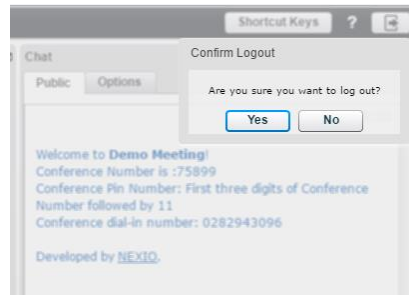 Shortcut Keys ?
Chat
Confirm Logout
Public Options
Are you sure you want to log out?
Yes No
Welcome to Demo Meeting!
Conference Number is :75899
Conference Pin Number: First three digits of Conference
Number followed by 11
Conference dial-in number: 0282943096
Developed by NEXIO.